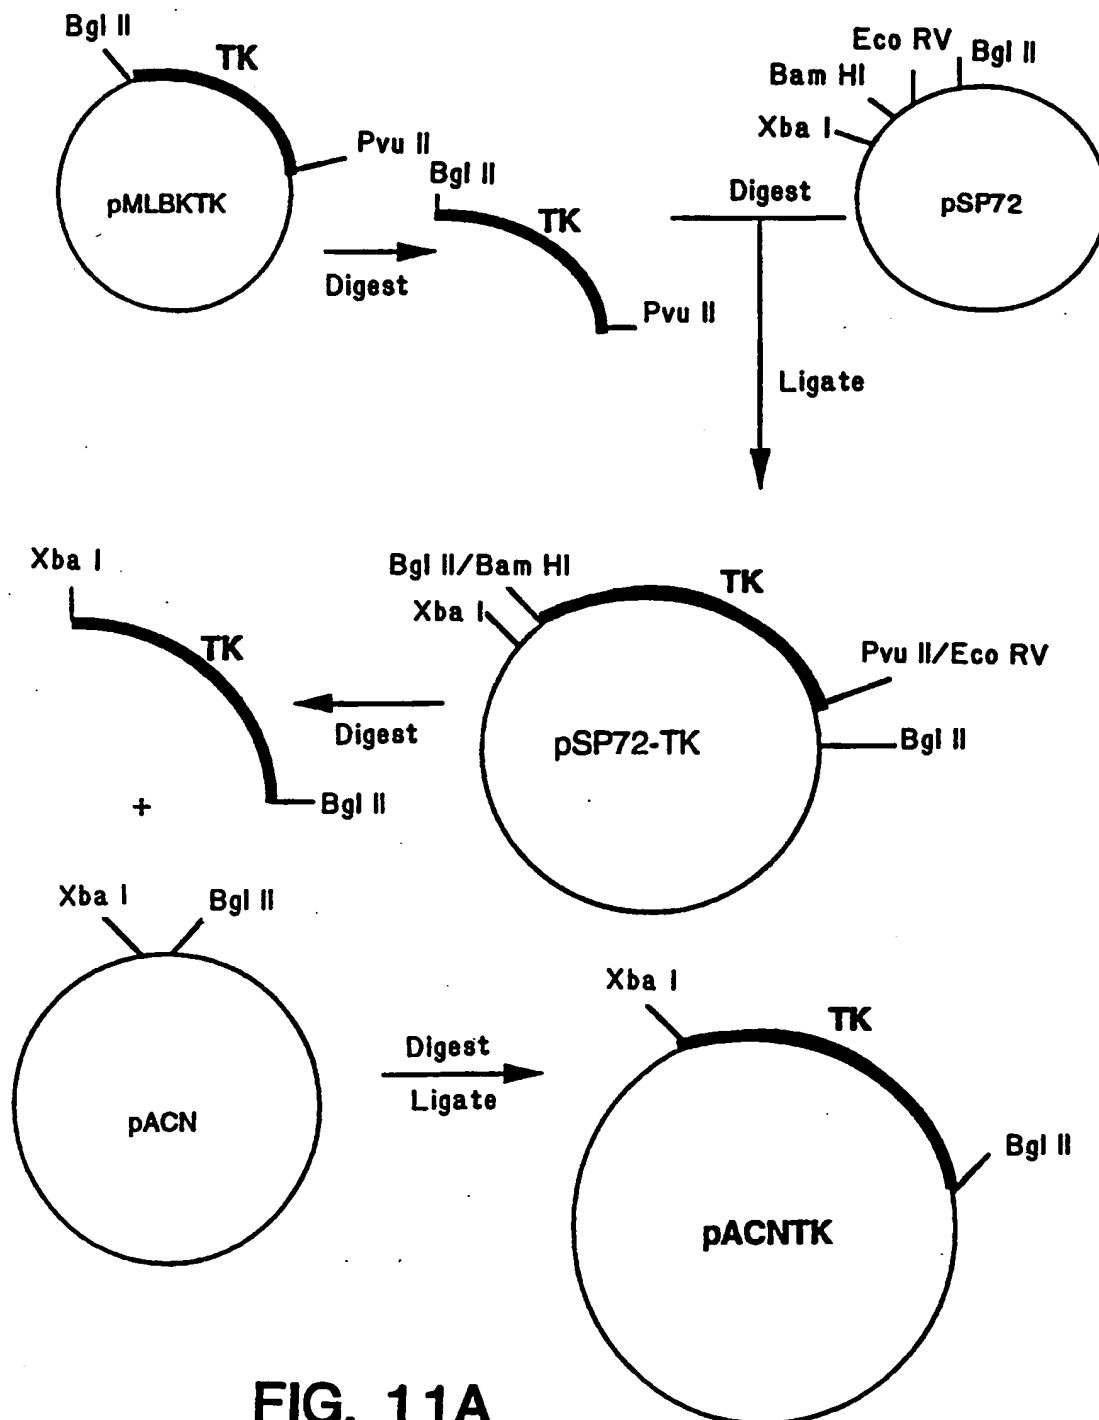 Bgl II
TK
Pvu II
pMLBKTK
Digest
Bgl II
TK
Pvu II
Eco RV
Bgl II
Bam HI
Xba I
pSP72
Digest
Ligate
Bgl II/Bam HI
Xba I
TK
Pvu II/Eco RV
Bgl II
pSP72-TK
Digest
Xba I
TK
Bgl II
+
Xba I
Bgl II
pACN
Digest
Ligate
Xba I
TK
Bgl II
pACNTK
FIG. 11A